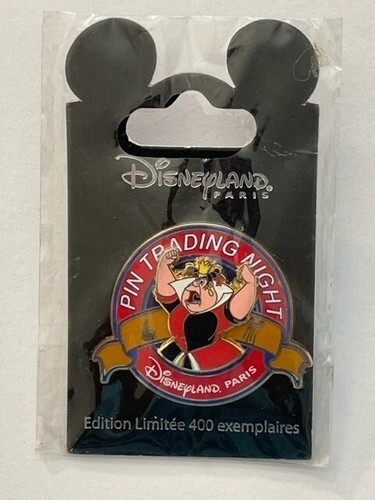 Disneyland
PARIS
PIN TRADING NIGHT
Disneyland. PARIS
Edition Limitée 400 exemplaires